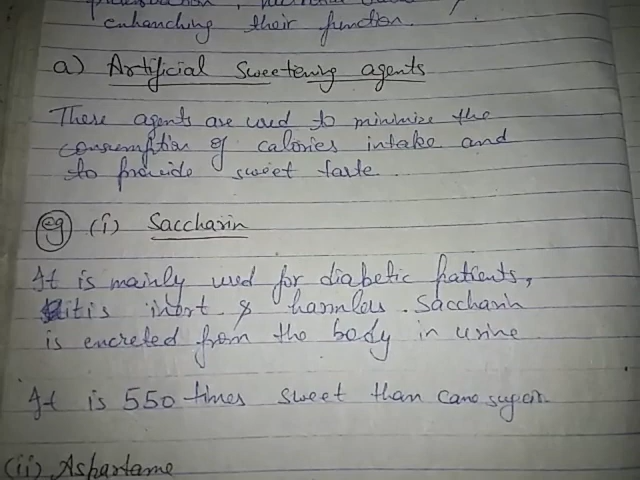 enhanching their function.
a) Artificial Sweetening agents
These agents are used to minimize the
consumption of calories intake and
to provide sweet taste.
eg (i) Saccharin
It is mainly used for diabetic patients,
it is inert & harmless. Saccharin
is encreted from the body in urine
It is 550 times sweet than cane sugar.
(ii) Aspartame